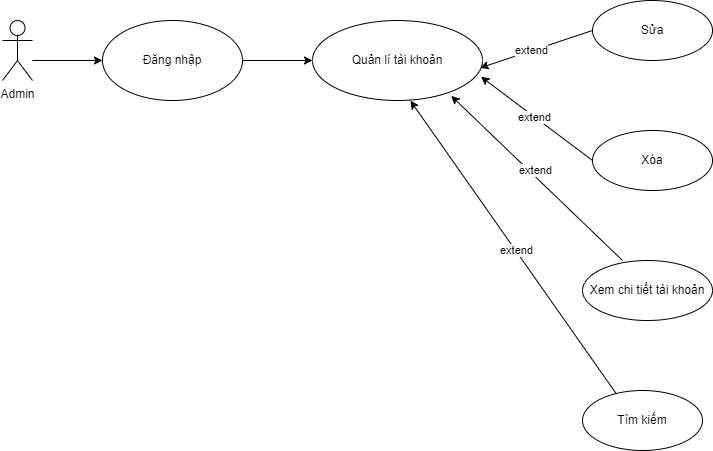 Admin
Đăng nhập
Quản lí tài khoản
extend
Sửa
extend
Xóa
extend
Xem chi tiết tài khoản
extend
Tìm kiếm